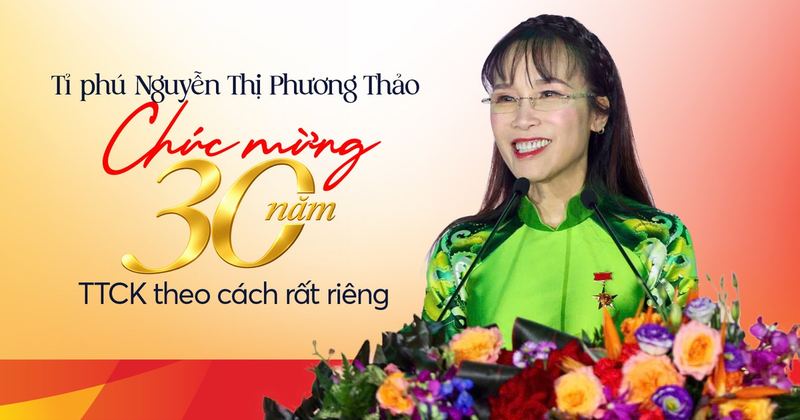 Tỉ phú Nguyễn Thị Phương Thảo
Chúc mừng
30 năm
TTCK theo cách rất riêng